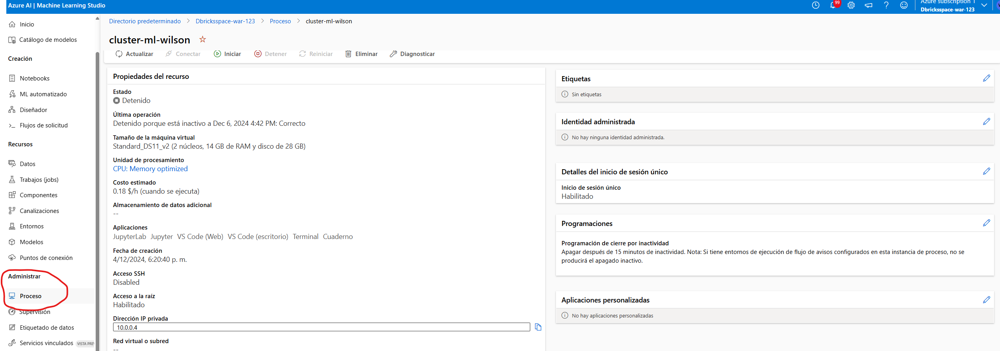 Azure AI | Machine Learning Studio
99
Azure subscription 1
Dbricksspace-war-123
Inicio
Catálogo de modelos
Creación
Notebooks
ML automatizado
Diseñador
Flujos de solicitud
Recursos
Datos
Trabajos (jobs)
Componentes
Canalizaciones
Entornos
Modelos
Puntos de conexión
Administrar
Proceso
Supervisión
Etiquetado de datos
Servicios vinculados VISTA PRE
Directorio predeterminado > Dbricksspace-war-123 > Proceso > cluster-ml-wilson
cluster-ml-wilson
Actualizar Conectar Iniciar Detener Reiniciar Eliminar Diagnosticar
Propiedades del recurso
Estado
Detenido
Última operación
Detenido porque está inactivo a Dec 6, 2024 4:42 PM: Correcto
Tamaño de la máquina virtual
Standard_DS11_v2 (2 núcleos, 14 GB de RAM y disco de 28 GB)
Unidad de procesamiento
CPU: Memory optimized
Costo estimado
0.18 $/h (cuando se ejecuta)
Almacenamiento de datos adicional
--
Aplicaciones
JupyterLab Jupyter VS Code (Web) VS Code (escritorio) Terminal Cuaderno
Fecha de creación
4/12/2024, 6:20:40 p. m.
Acceso SSH
Disabled
Acceso a la raíz
Habilitado
Dirección IP privada
10.0.0.4
Red virtual o subred
--
Etiquetas
Sin etiquetas
Identidad administrada
No hay ninguna identidad administrada.
Detalles del inicio de sesión único
Inicio de sesión único
Habilitado
Programaciones
Programación de cierre por inactividad
Apagar después de 15 minutos de inactividad. Nota: Si tiene entornos de ejecución de flujo de avisos configurados en esta instancia de proceso, no se
producirá el apagado inactivo.
Aplicaciones personalizadas
No hay aplicaciones personalizadas